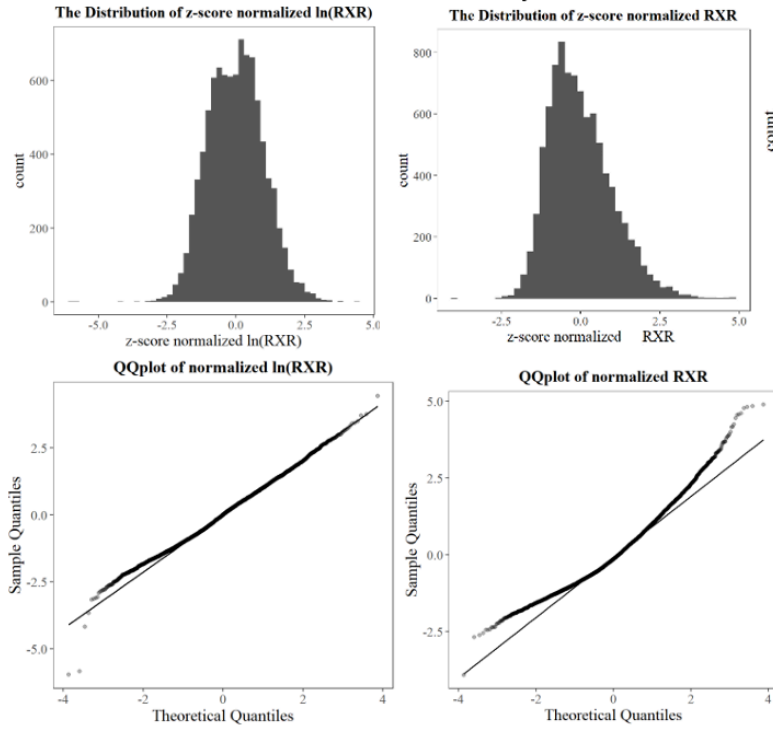 The Distribution of z-score normalized ln(RXR)
600
400
200
0
count
-5.0
-2.5
0.0
2.5
5.0
z-score normalized ln(RXR)
The Distribution of z-score normalized RXR
800
600
400
200
0
count
-2.5
0.0
2.5
5.0
z-score normalized RXR
count
QQplot of normalized ln(RXR)
2.5
0.0
-2.5
-5.0
Sample Quantiles
-4
-2
0
2
4
Theoretical Quantiles
QQplot of normalized RXR
5.0
2.5
0.0
-2.5
Sample Quantiles
-4
-2
0
2
4
Theoretical Quantiles